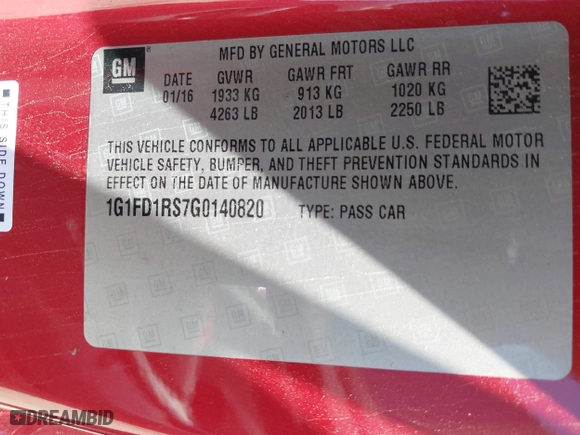 GM
MFD BY GENERAL MOTORS LLC
DATE GVWR GAWR FRT GAWR RR
01/16 1933 KG 913 KG 1020 KG
4263 LB 2013 LB 2250 LB
THIS VEHICLE CONFORMS TO ALL APPLICABLE U.S. FEDERAL MOTOR
VEHICLE SAFETY, BUMPER, AND THEFT PREVENTION STANDARDS IN
EFFECT ON THE DATE OF MANUFACTURE SHOWN ABOVE.
1G1FD1RS7G0140820 TYPE: PASS CAR
THIS SIDE DOWN
DREAMBID